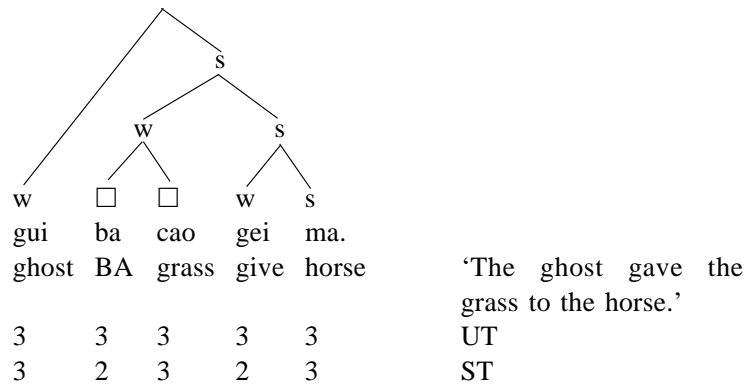 s
w s
w □ □ w s
gui ba cao gei ma.
ghost BA grass give horse ‘The ghost gave the
grass to the horse.’
3 3 3 3 3 UT
3 2 3 2 3 ST